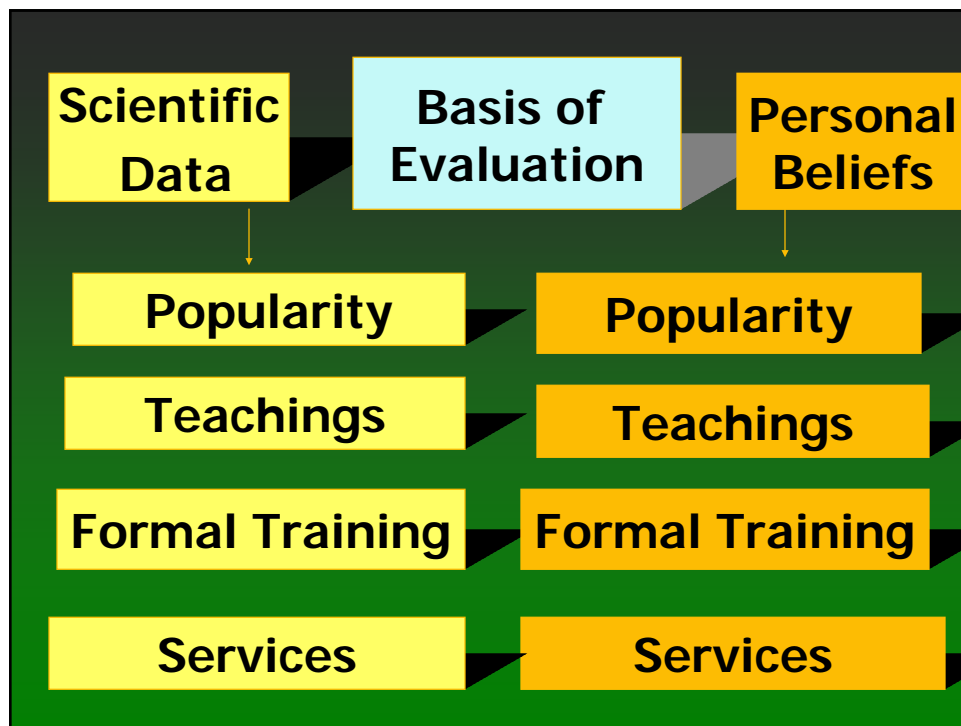 Scientific
Data
Basis of
Evaluation
Personal
Beliefs
Popularity
Popularity
Teachings
Teachings
Formal Training
Formal Training
Services
Services